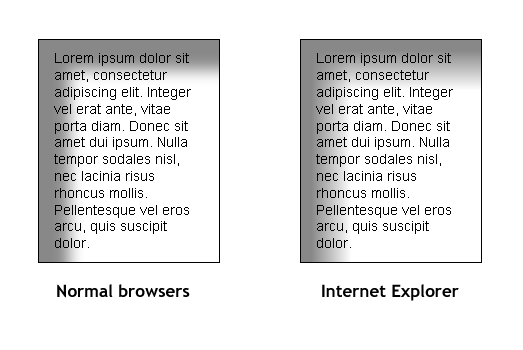 Lorem ipsum dolor sit
amet, consectetur
adipiscing elit. Integer
vel erat ante, vitae
porta diam. Donec sit
amet dui ipsum. Nulla
tempor sodales nisl,
nec lacinia risus
rhoncus mollis.
Pellentesque vel eros
arcu, quis suscipit
dolor.
Normal browsers
Lorem ipsum dolor sit
amet, consectetur
adipiscing elit. Integer
vel erat ante, vitae
porta diam. Donec sit
amet dui ipsum. Nulla
tempor sodales nisl,
nec lacinia risus
rhoncus mollis.
Pellentesque vel eros
arcu, quis suscipit
dolor.
Internet Explorer